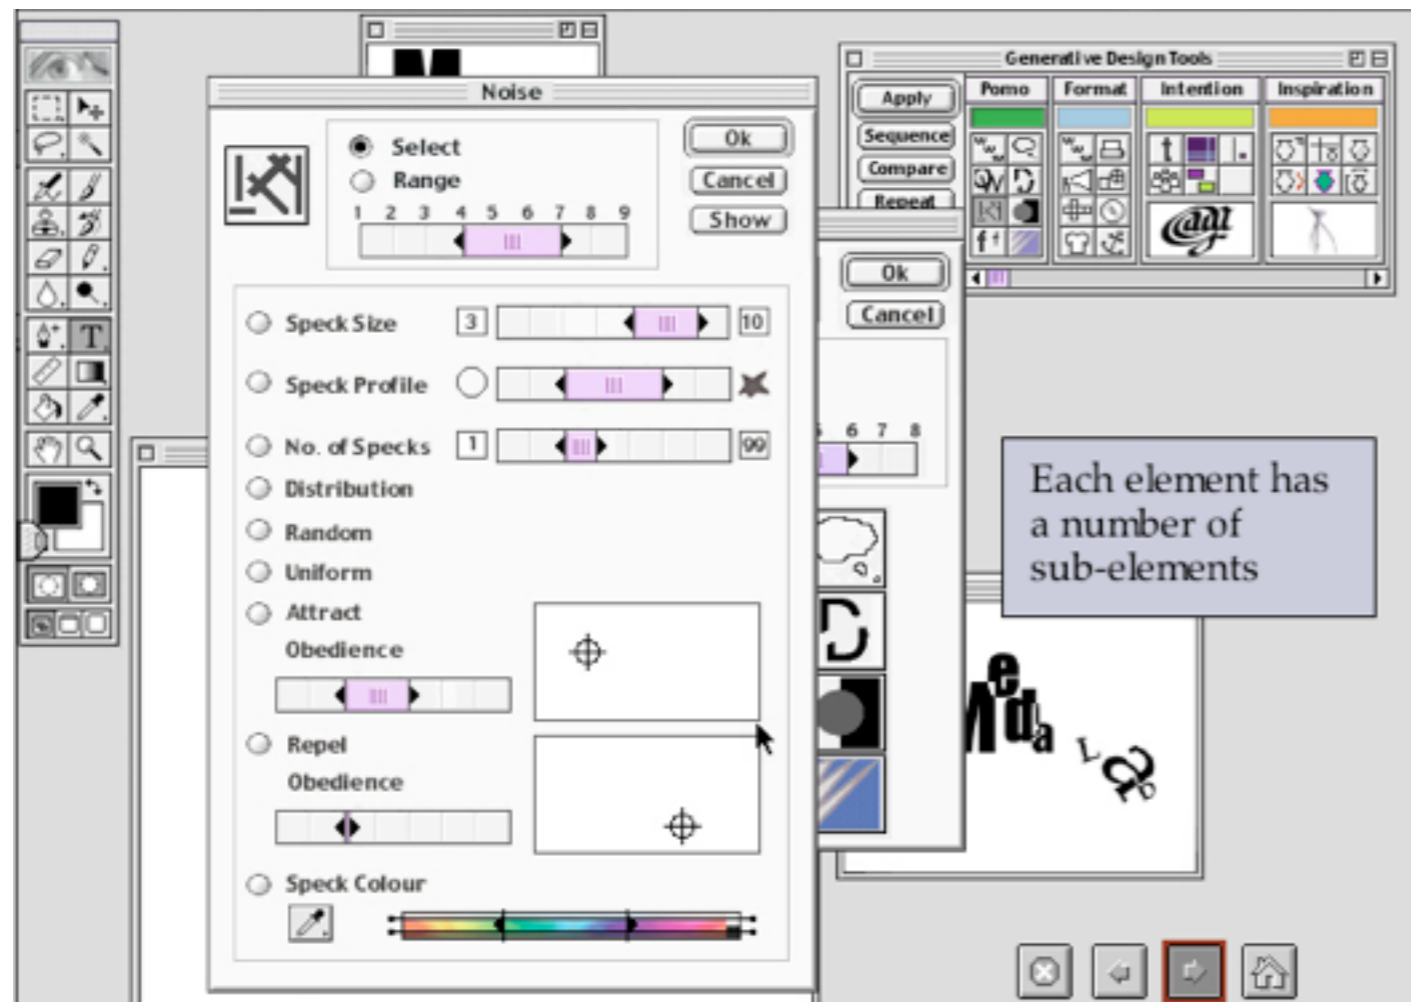 Noise
Select
Range
1 2 3 4 5 6 7 8 9
Ok
Cancel
Show
Speck Size 3 10
Speck Profile
No. of Specks 1 99
Distribution
Random
Uniform
Attract
Obedience
Repel
Obedience
Speck Colour
T
M
Generative Design Tools
Apply
Sequence
Compare
Repeat
Pomo Format Intention Inspiration
Ok
Cancel
6 7 8
Each element has
a number of
sub-elements
Media
Lab